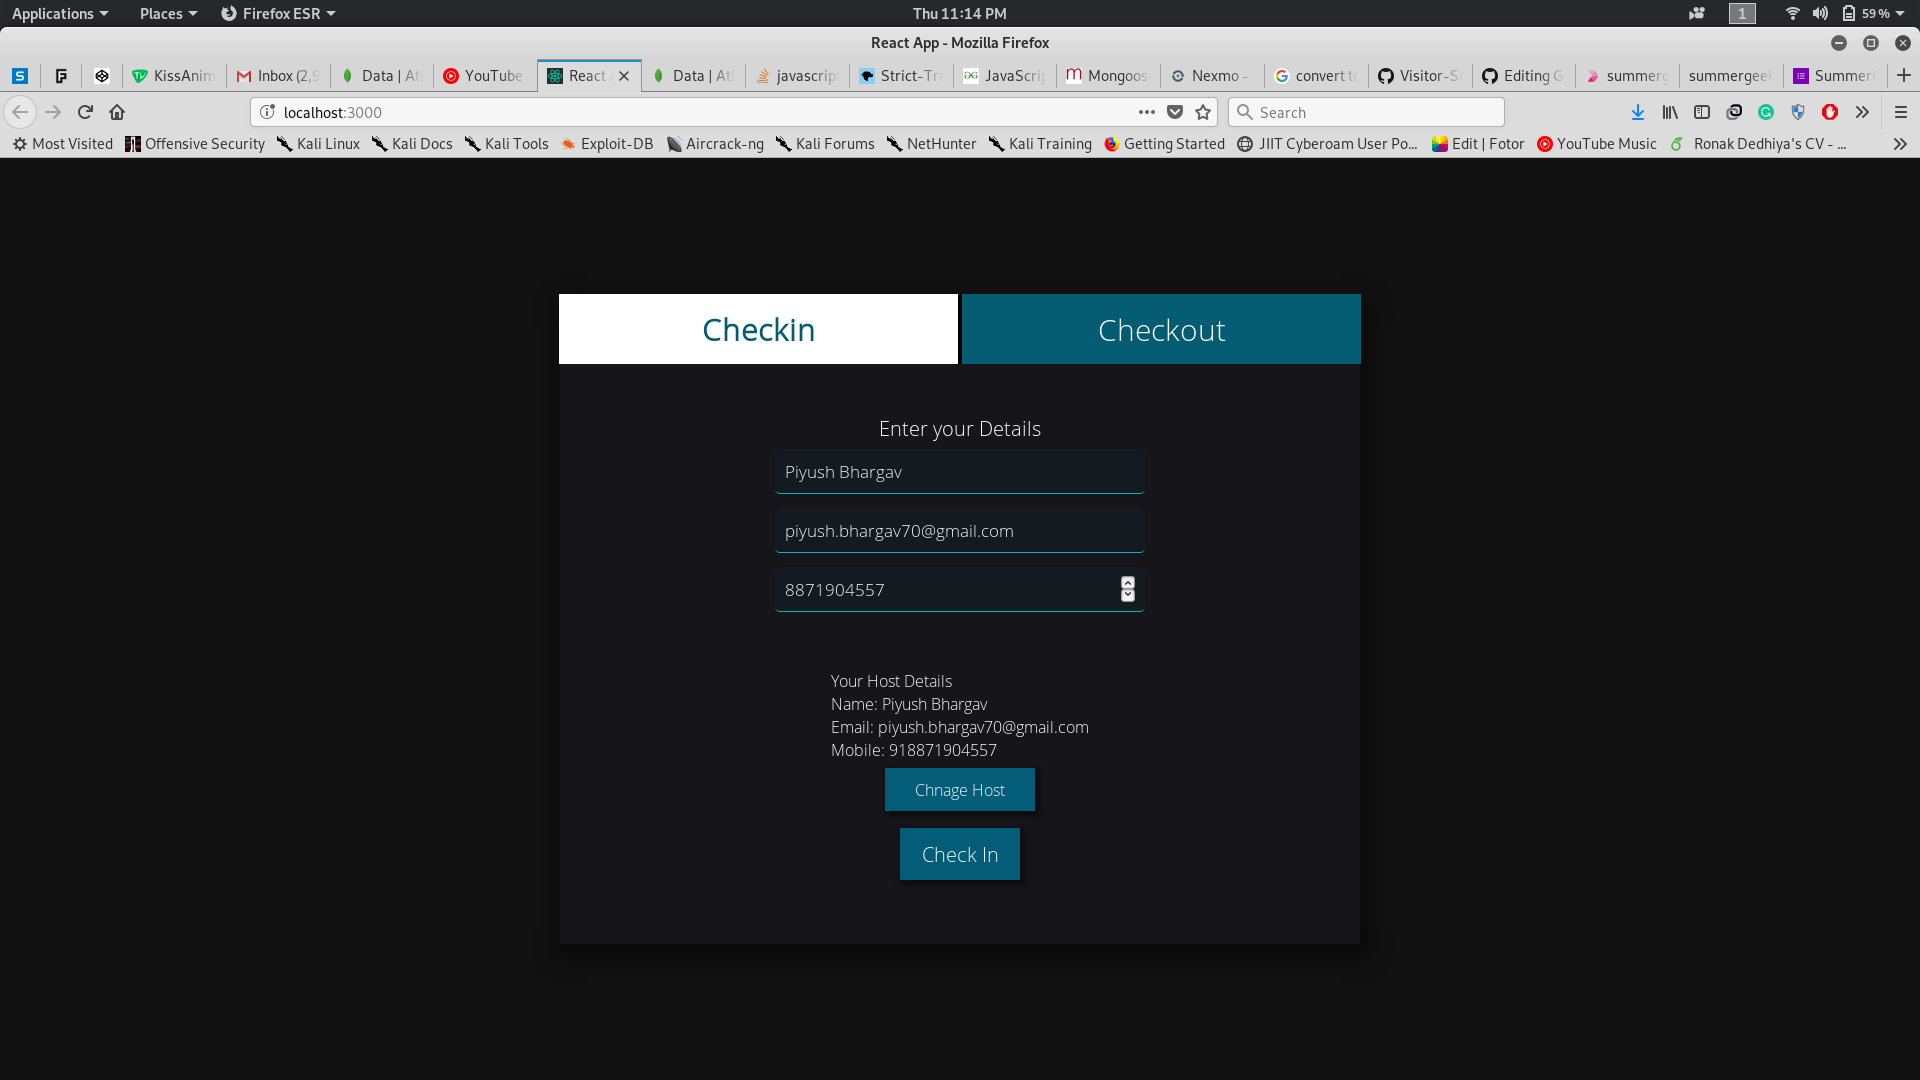 Applications
Places
Firefox ESR
Thu 11:14 PM
1
59 %
React App - Mozilla Firefox
KissAnim
Inbox (2,9
Data | Atl
YouTube
React
Data | Atl
javascrip
Strict-Tra
JavaScrip
Mongoos
Nexmo -
convert to
Visitor-S
Editing G
summerg
summergeek
Summer
localhost:3000
Search
Most Visited
Offensive Security
Kali Linux
Kali Docs
Kali Tools
Exploit-DB
Aircrack-ng
Kali Forums
NetHunter
Kali Training
Getting Started
JIIT Cyberoam User Po...
Edit | Fotor
YouTube Music
Ronak Dedhiya's CV - ...
Checkin
Checkout
Enter your Details
Piyush Bhargav
piyush.bhargav70@gmail.com
8871904557
Your Host Details
Name: Piyush Bhargav
Email: piyush.bhargav70@gmail.com
Mobile: 918871904557
Chnage Host
Check In